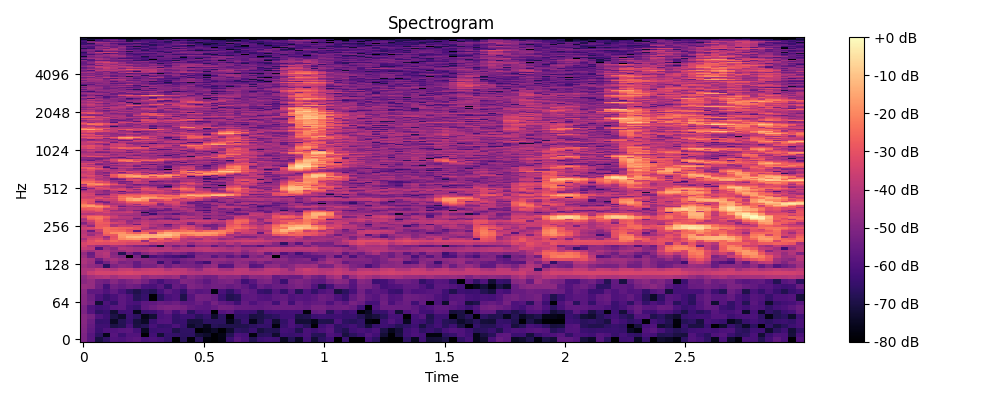 Spectrogram
Hz
4096
2048
1024
512
256
128
64
0
0
0.5
1
1.5
2
2.5
Time
+0 dB
-10 dB
-20 dB
-30 dB
-40 dB
-50 dB
-60 dB
-70 dB
-80 dB